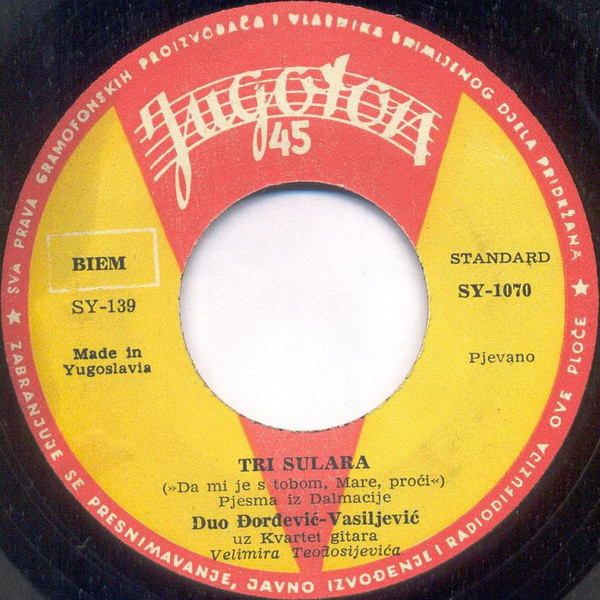 ★ SVA PRAVA GRAMOFONSKIH PROIZVOĐAČA I VLASNIKA SNIMLJENOG DJELA PRIDRŽANA ★
ZABRANJUJE SE PRESNIMAVANJE, JAVNO IZVOĐENJE I RADIODIFUZIJA OVE PLOČE
Jugoton
45
BIEM
SY-139
STANDARD
SY-1070
Made in
Yugoslavia
Pjevano
TRI SULARA
(»Da mi je s tobom, Mare, proći«)
Pjesma iz Dalmacije
Duo Đorđević-Vasiljević
uz Kvartet gitara
Velimira Teodosijevića